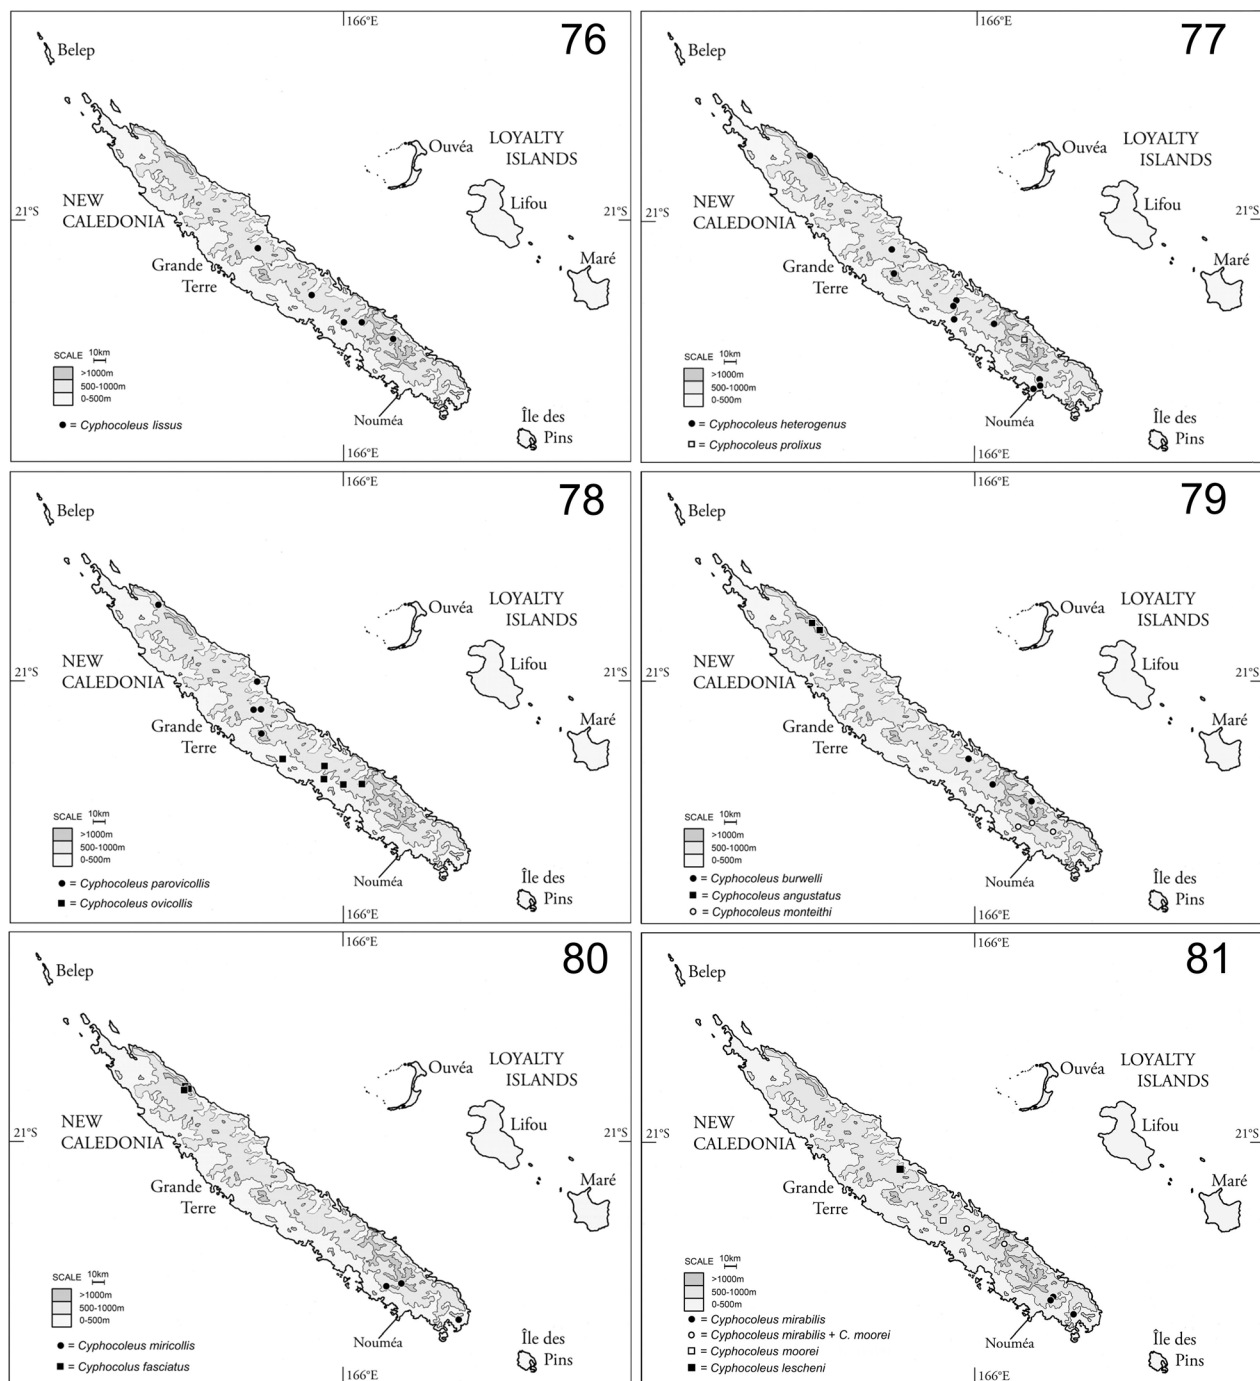 166°E
76
Belep
Ouvéa
LOYALTY
ISLANDS
NEW
CALEDONIA
21°S
Lifou
21°S
Grande
Terre
Maré
SCALE 10km
>1000m
500-1000m
0-500m
Nouméa
Île des
Pins
● = Cyphocoleus lissus
166°E
166°E
77
Belep
Ouvéa
LOYALTY
ISLANDS
NEW
CALEDONIA
21°S
Lifou
21°S
Grande
Terre
Maré
SCALE 10km
>1000m
500-1000m
0-500m
Nouméa
Île des
Pins
● = Cyphocoleus heterogenus
□ = Cyphocoleus prolixus
166°E
166°E
78
Belep
Ouvéa
LOYALTY
ISLANDS
NEW
CALEDONIA
21°S
Lifou
21°S
Grande
Terre
Maré
SCALE 10km
>1000m
500-1000m
0-500m
Nouméa
Île des
Pins
● = Cyphocoleus parovicollis
■ = Cyphocoleus ovicollis
166°E
166°E
79
Belep
Ouvéa
LOYALTY
ISLANDS
NEW
CALEDONIA
21°S
Lifou
21°S
Grande
Terre
Maré
SCALE 10km
>1000m
500-1000m
0-500m
Nouméa
Île des
Pins
● = Cyphocoleus burwelli
■ = Cyphocoleus angustatus
○ = Cyphocoleus monteithi
166°E
166°E
80
Belep
Ouvéa
LOYALTY
ISLANDS
NEW
CALEDONIA
21°S
Lifou
21°S
Grande
Terre
Maré
SCALE 10km
>1000m
500-1000m
0-500m
Nouméa
Île des
Pins
● = Cyphocoleus miricollis
■ = Cyphocolus fasciatus
166°E
166°E
81
Belep
Ouvéa
LOYALTY
ISLANDS
NEW
CALEDONIA
21°S
Lifou
21°S
Grande
Terre
Maré
SCALE 10km
>1000m
500-1000m
0-500m
Nouméa
Île des
Pins
● = Cyphocoleus mirabilis
○ = Cyphocoleus mirabilis + C. moorei
□ = Cyphocoleus moorei
■ = Cyphocoleus lescheni
166°E